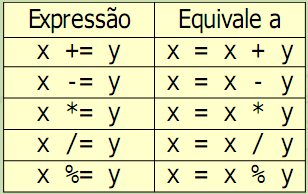 Expressão Equivale a
x += y x = x + y
x -= y x = x - y
x *= y x = x * y
x /= y x = x / y
x %= y x = x % y